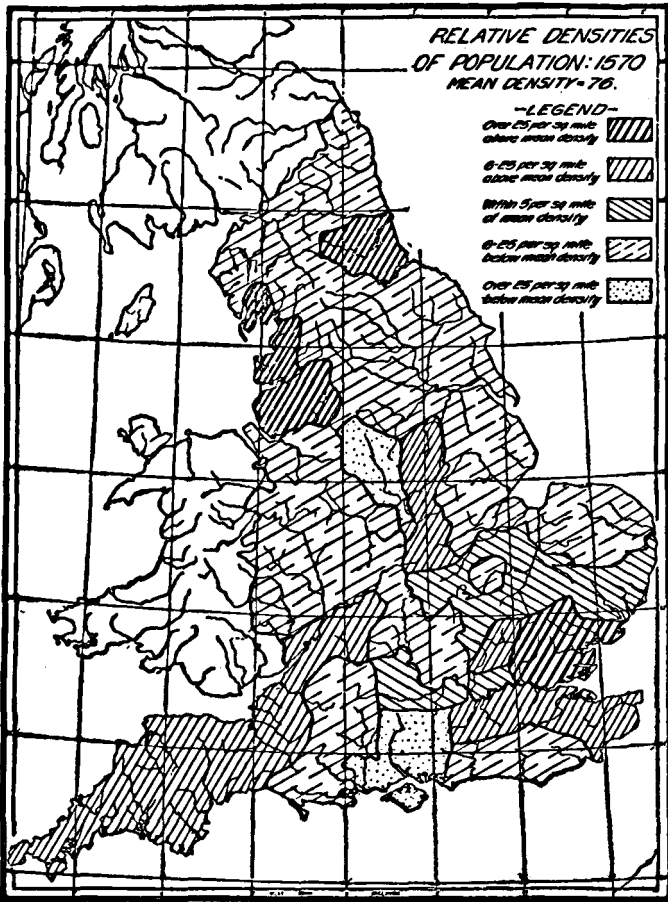 RELATIVE DENSITIES
OF POPULATION: 1570
MEAN DENSITY=76.
-LEGEND-
Over 25 per sq mile
above mean density
6-25 per sq mile
above mean density
Within 5 per sq mile
of mean density
6-25 per sq mile
below mean density
Over 25 per sq mile
below mean density